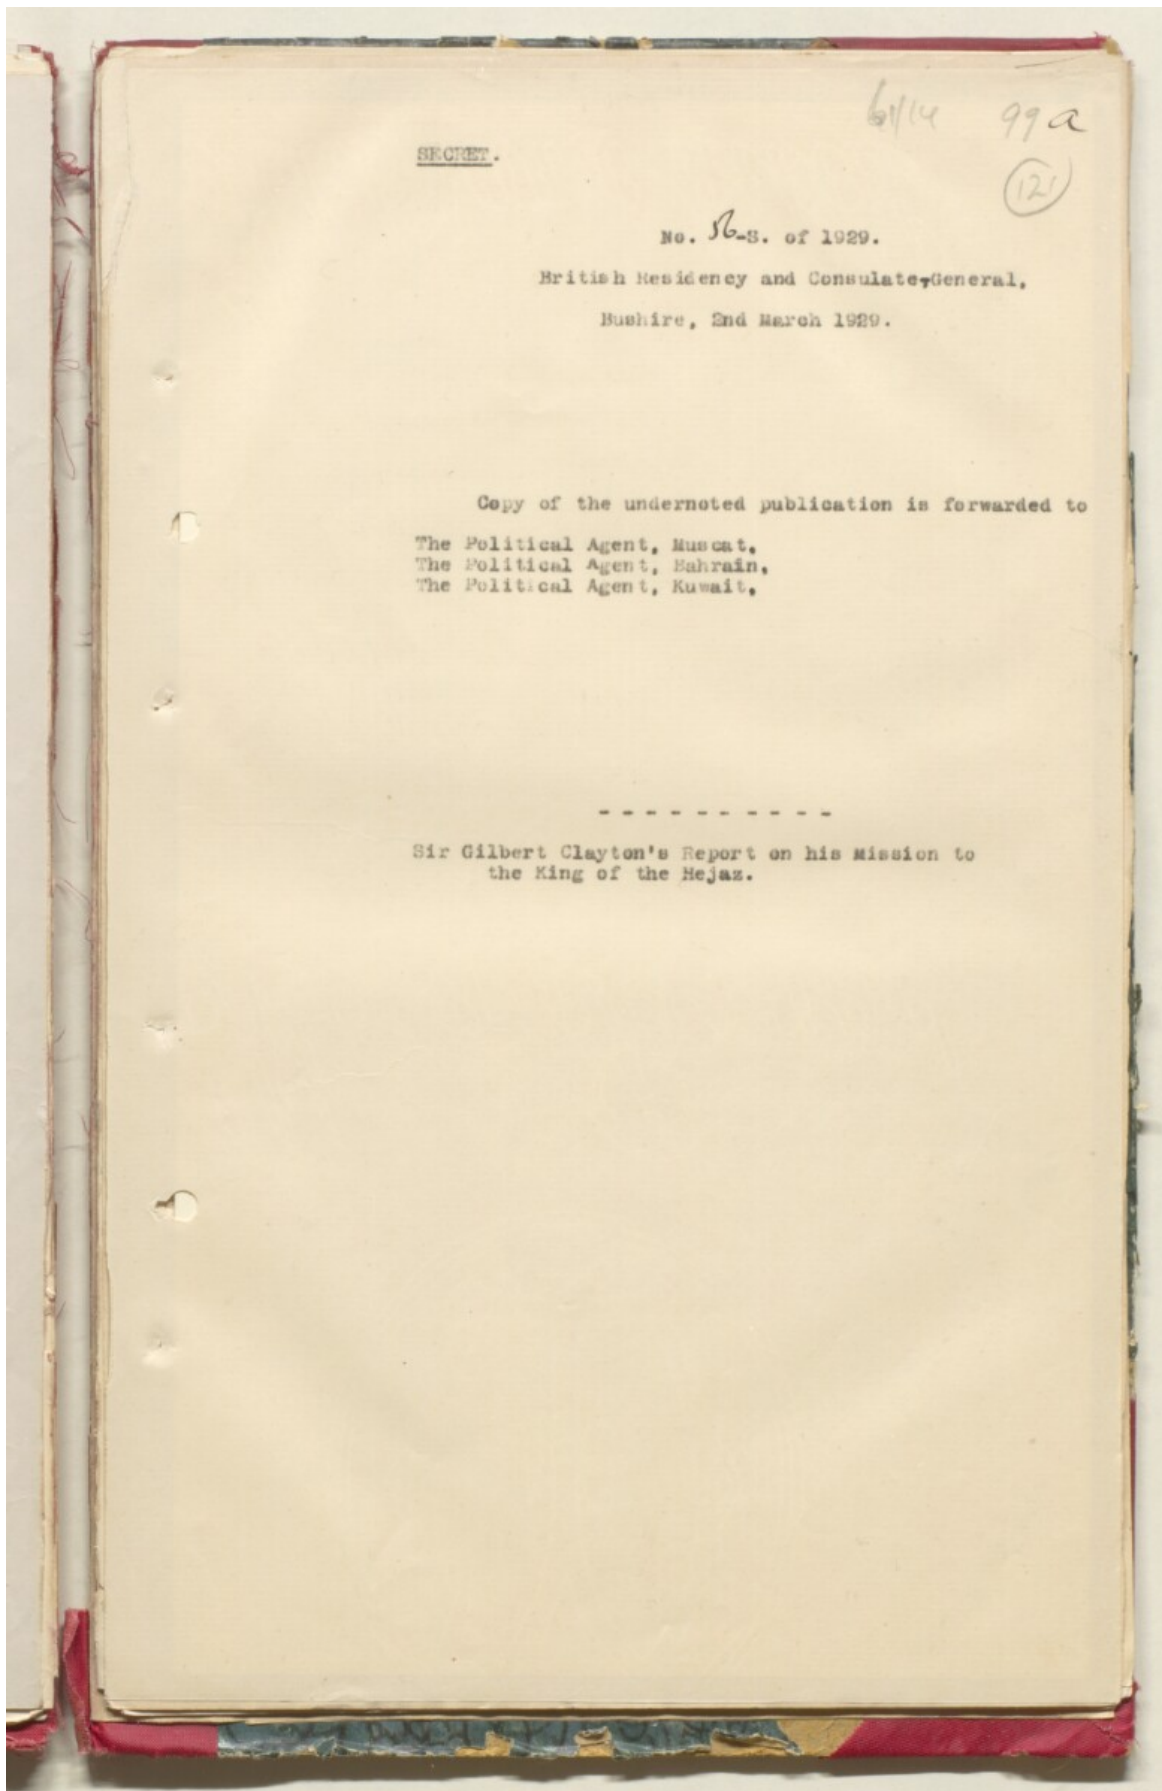 61/14 99a
SECRET.
121
No. 56-S. of 1929.
British Residency and Consulate-General,
Bushire, 2nd March 1929.
Copy of the undernoted publication is forwarded to
The Political Agent, Muscat.
The Political Agent, Bahrain.
The Political Agent, Kuwait.
- - - - - - - - - -
Sir Gilbert Clayton's Report on his Mission to
the King of the Hejaz.